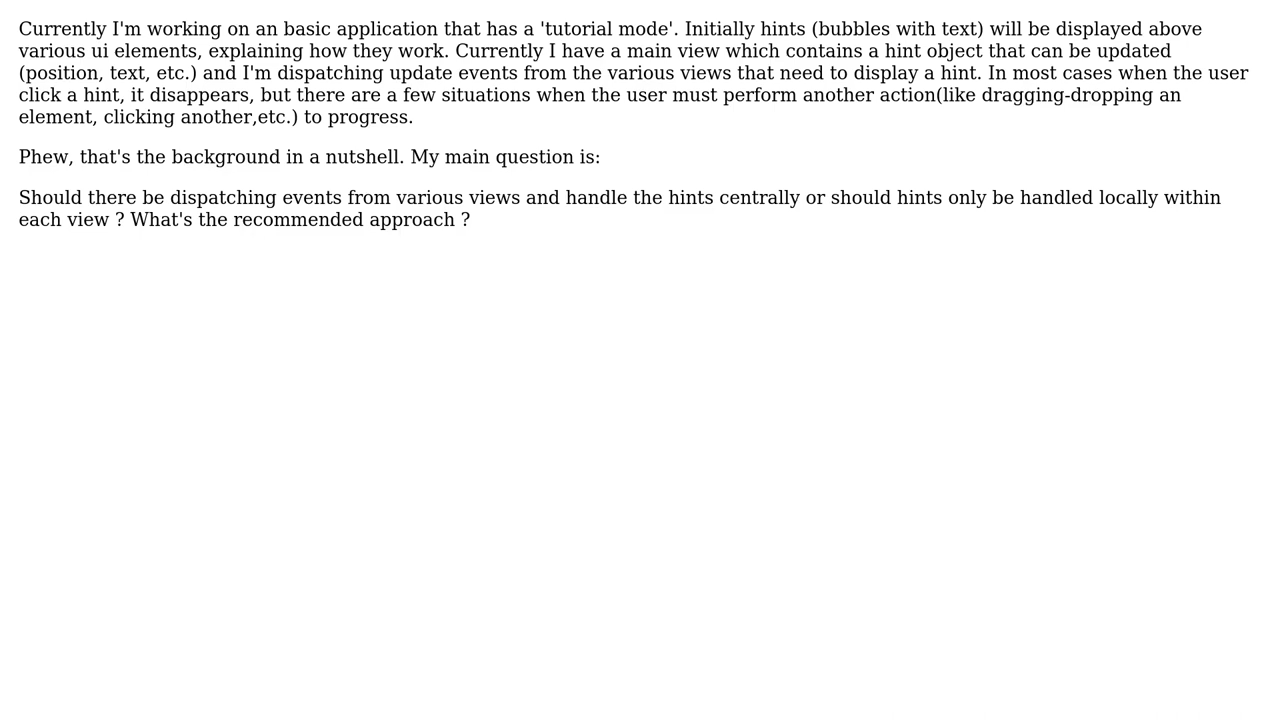 Currently I'm working on an basic application that has a 'tutorial mode'. Initially hints (bubbles with text) will be displayed above
various ui elements, explaining how they work. Currently I have a main view which contains a hint object that can be updated
(position, text, etc.) and I'm dispatching update events from the various views that need to display a hint. In most cases when the user
click a hint, it disappears, but there are a few situations when the user must perform another action(like dragging-dropping an
element, clicking another,etc.) to progress.
Phew, that's the background in a nutshell. My main question is:
Should there be dispatching events from various views and handle the hints centrally or should hints only be handled locally within
each view ? What's the recommended approach ?